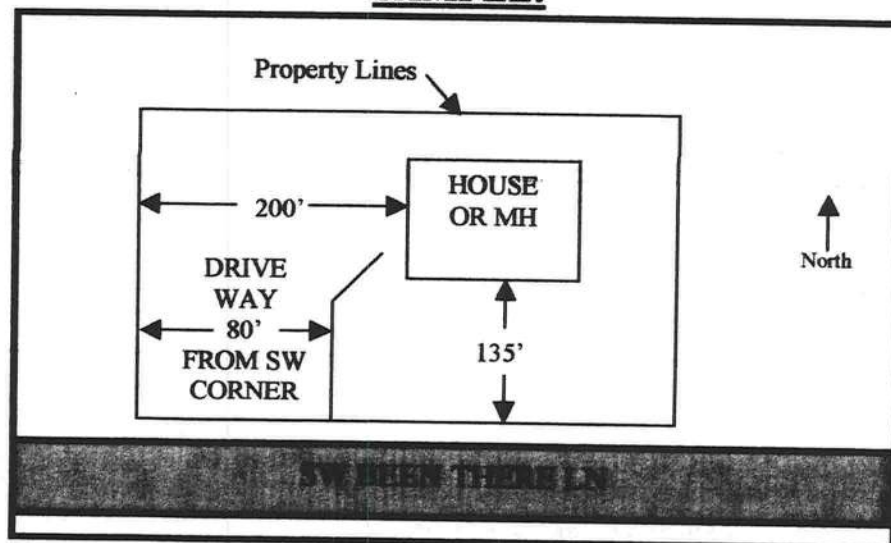 Property Lines
HOUSE
OR MH
200'
North
DRIVE
WAY
80'
FROM SW
CORNER
135'
SW BEEN THERE LN